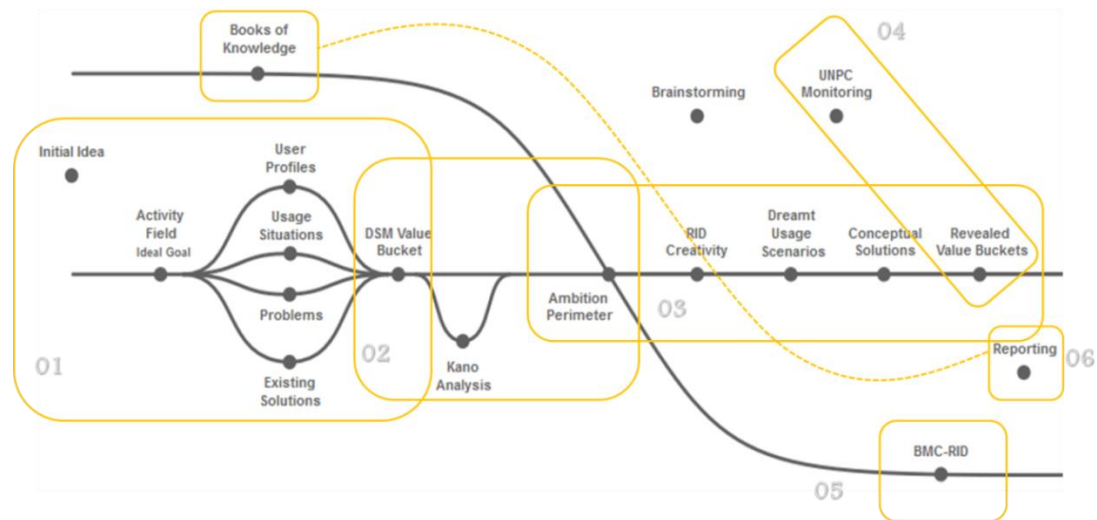 Books of
Knowledge
04
Brainstorming
UNPC
Monitoring
Initial Idea
User
Profiles
Activity
Field
Ideal Goal
Usage
Situations
DSM Value
Bucket
RID
Creativity
Dreamt
Usage
Scenarios
Conceptual
Solutions
Revealed
Value Buckets
Problems
Ambition
Perimeter
03
01
02
Existing
Solutions
Kano
Analysis
Reporting
06
BMC-RID
05